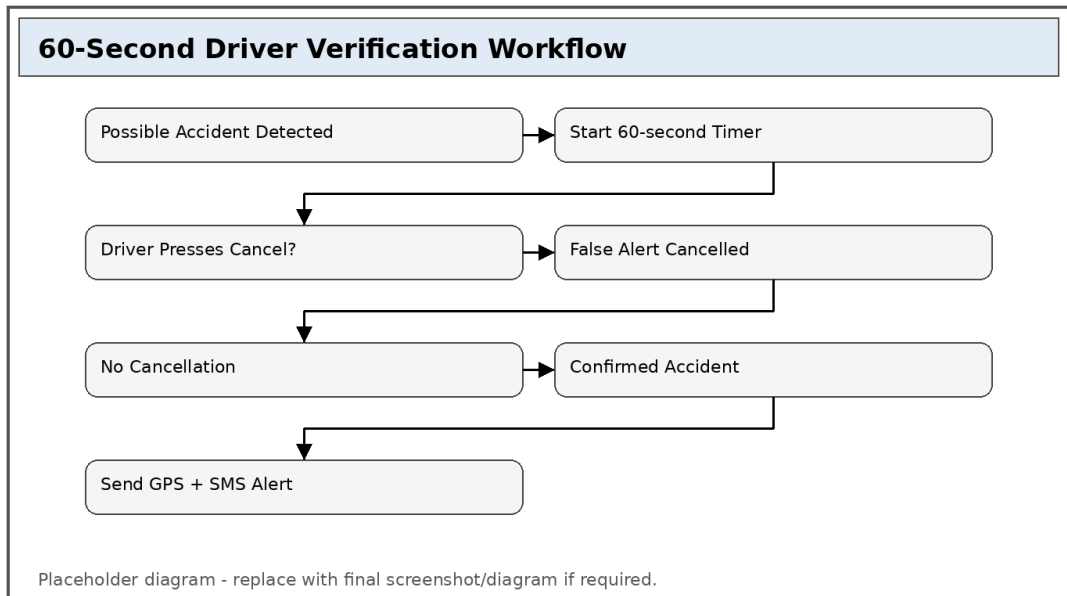 60-Second Driver Verification Workflow
Possible Accident Detected
Start 60-second Timer
Driver Presses Cancel?
False Alert Cancelled
No Cancellation
Confirmed Accident
Send GPS + SMS Alert
Placeholder diagram - replace with final screenshot/diagram if required.